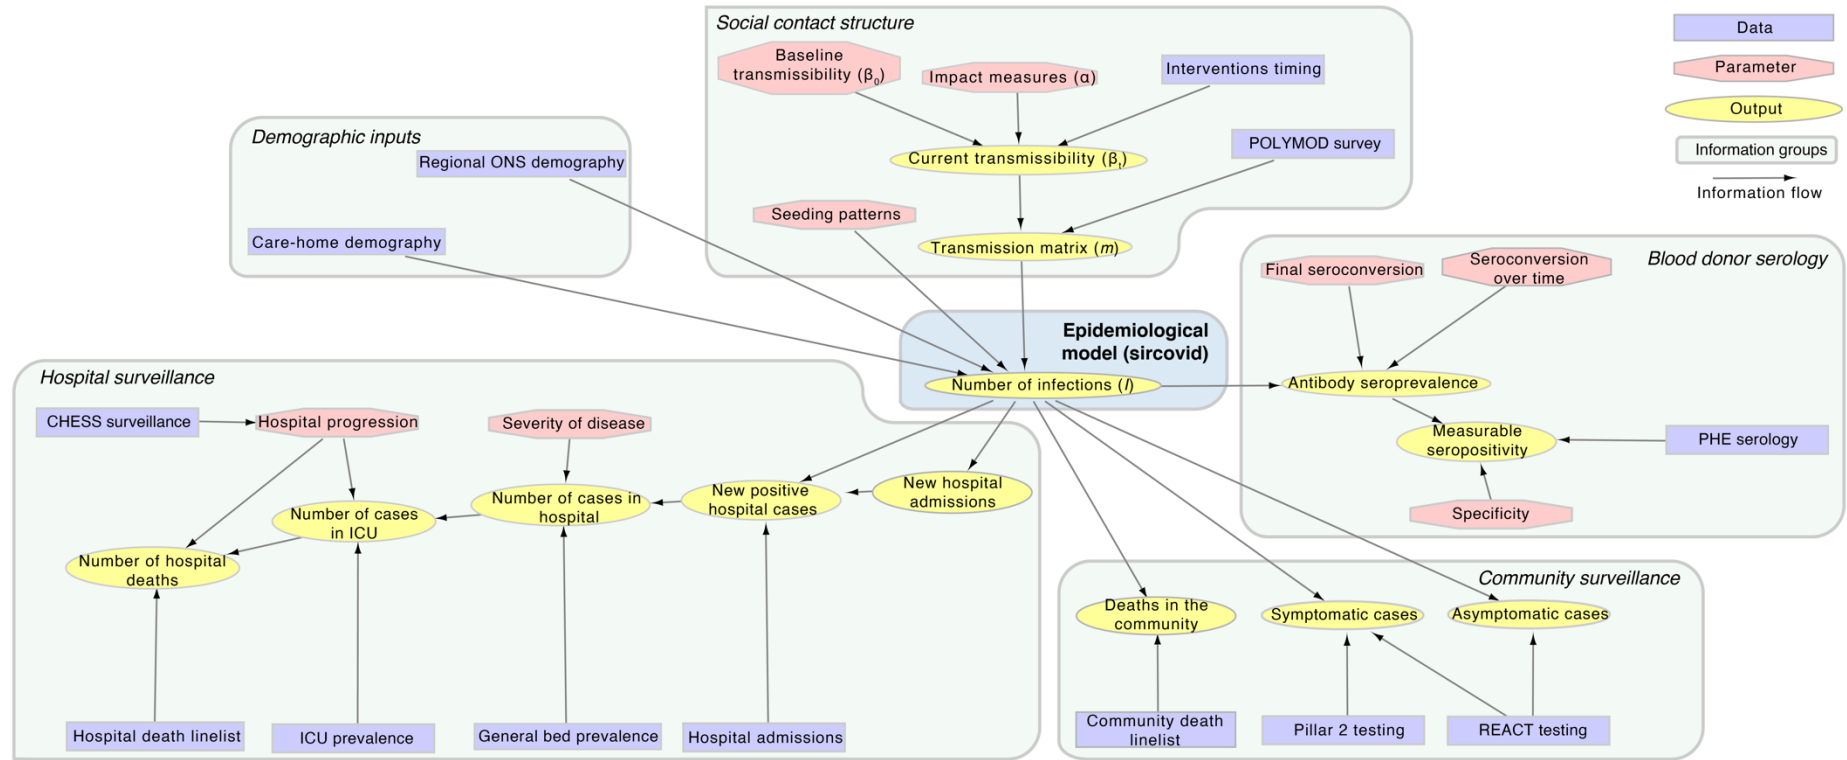 Social contact structure
Baseline
transmissibility (β0)
Impact measures (α)
Interventions timing
Current transmissibility (βt)
POLYMOD survey
Seeding patterns
Transmission matrix (m)
Data
Parameter
Output
Information groups
Information flow
Demographic inputs
Regional ONS demography
Care-home demography
Blood donor serology
Final seroconversion
Seroconversion
over time
Antibody seroprevalence
Measurable
seropositivity
PHE serology
Specificity
Epidemiological
model (sircovid)
Number of infections (I)
Hospital surveillance
CHESS surveillance
Hospital progression
Severity of disease
Number of cases in
hospital
New positive
hospital cases
New hospital
admissions
Number of cases
in ICU
Number of hospital
deaths
Hospital death linelist
ICU prevalence
General bed prevalence
Hospital admissions
Community surveillance
Deaths in the
community
Symptomatic cases
Asymptomatic cases
Community death
linelist
Pillar 2 testing
REACT testing